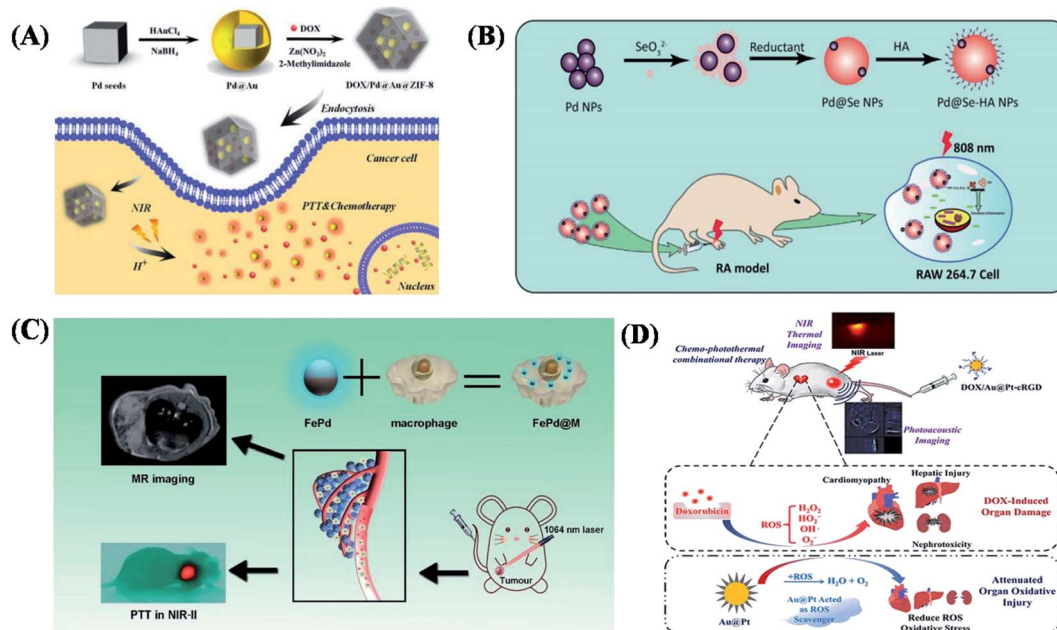 (A)
HAuCl4
NaBH4
DOX
Zn(NO3)2
2-Methylimidazole
Pd seeds
Pd@Au
DOX/Pd@Au@ZIF-8
Endocytosis
Cancer cell
NIR
H+
PTT&Chemotherapy
Nucleus
(B)
SeO3 2-
Reductant
HA
Pd NPs
Pd@Se NPs
Pd@Se-HA NPs
808 nm
RA model
RAW 264.7 Cell
(C)
FePd
macrophage
FePd@M
MR imaging
1064 nm laser
Tumour
PTT in NIR-II
(D)
NIR
Thermal
Imaging
NIR Laser
Chemo-photothermal
combinational therapy
DOX/Au@Pt-cRGD
Photoacoustic
Imaging
Cardiomyopathy
Hepatic Injury
Doxorubicin
ROS
H2O2
HO2−
OH·
O2−
DOX-Induced
Organ Damage
Nephrotoxicity
+ROS
H2O + O2
Au@Pt Acted
as ROS
Scavenger
Au@Pt
Reduce ROS
Oxidative Stress
Attenuated
Organ Oxidative
Injury